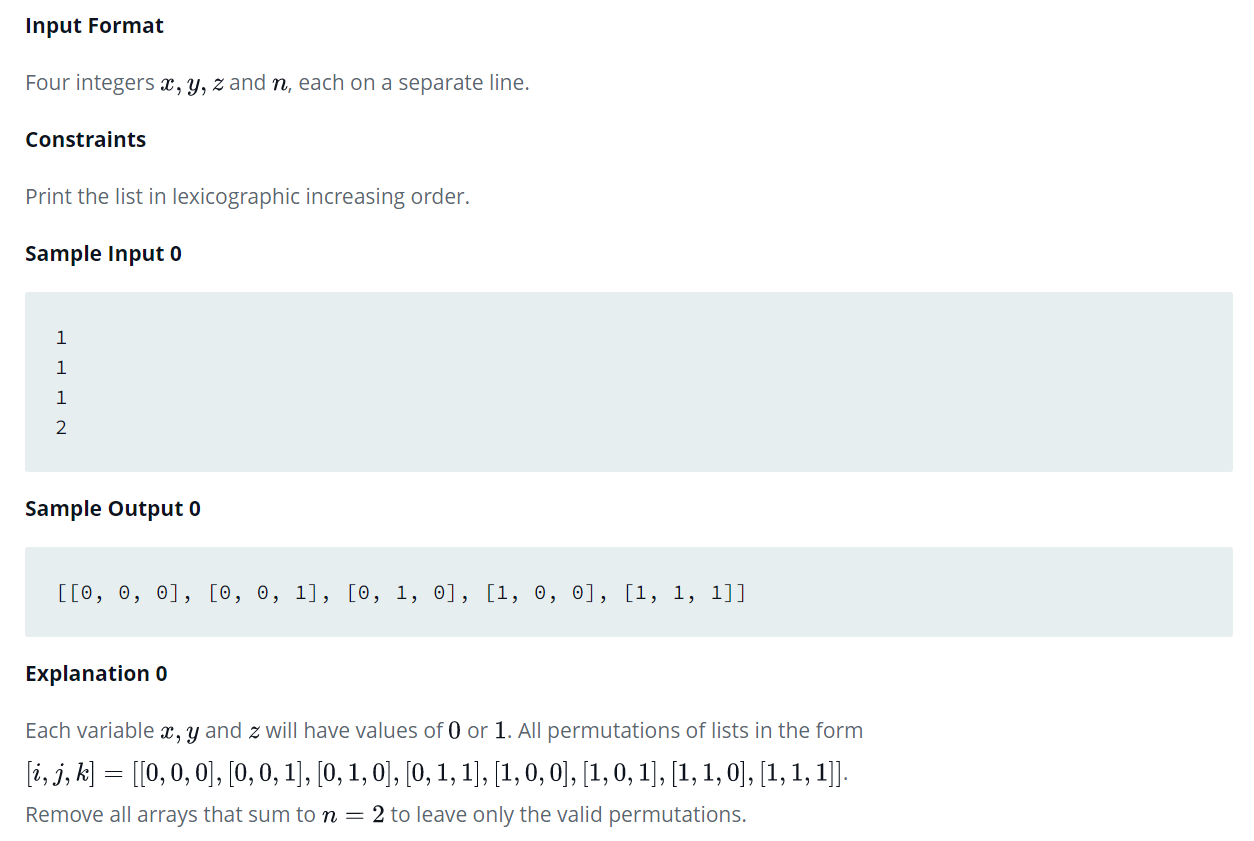 Input Format
Four integers x, y, z and n, each on a separate line.
Constraints
Print the list in lexicographic increasing order.
Sample Input 0
1
1
1
2
Sample Output 0
[[0, 0, 0], [0, 0, 1], [0, 1, 0], [1, 0, 0], [1, 1, 1]]
Explanation 0
Each variable x, y and z will have values of 0 or 1. All permutations of lists in the form
[i, j, k] = [[0, 0, 0], [0, 0, 1], [0, 1, 0], [0, 1, 1], [1, 0, 0], [1, 0, 1], [1, 1, 0], [1, 1, 1]].
Remove all arrays that sum to n = 2 to leave only the valid permutations.